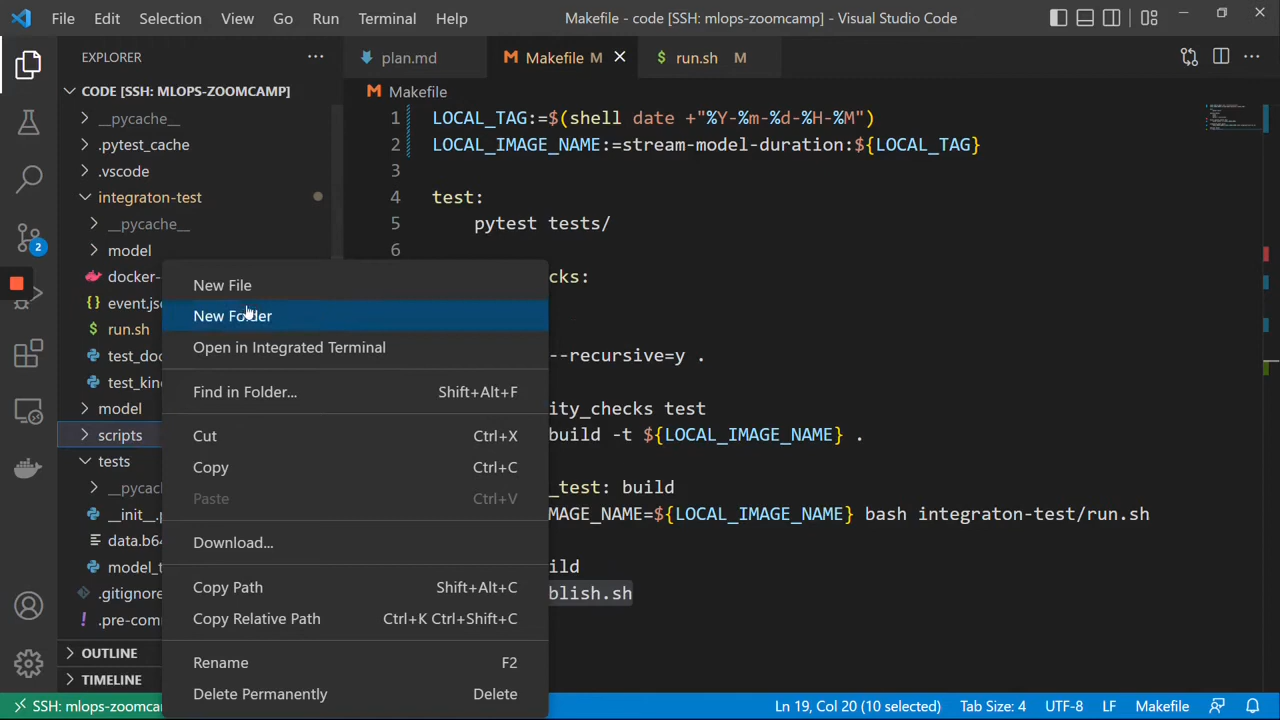 File Edit Selection View Go Run Terminal Help Makefile - code [SSH: mlops-zoomcamp] - Visual Studio Code
EXPLORER
plan.md Makefile M run.sh M
CODE [SSH: MLOPS-ZOOMCAMP]
Makefile
__pycache__
.pytest_cache
.vscode
integraton-test
__pycache__
model
docker-
event.jso
run.sh
test_doc
test_kin
model
scripts
tests
__pycac
__init__.p
data.b64
model_t
.gitignore
.pre-com
OUTLINE
TIMELINE
2
1 LOCAL_TAG:=$(shell date +"%Y-%m-%d-%H-%M")
2 LOCAL_IMAGE_NAME:=stream-model-duration:${LOCAL_TAG}
3
4 test:
5 pytest tests/
6
cks:
--recursive=y .
ity_checks test
build -t ${LOCAL_IMAGE_NAME} .
_test: build
MAGE_NAME=${LOCAL_IMAGE_NAME} bash integraton-test/run.sh
ild
blish.sh
New File
New Folder
Open in Integrated Terminal
Find in Folder... Shift+Alt+F
Cut Ctrl+X
Copy Ctrl+C
Paste Ctrl+V
Download...
Copy Path Shift+Alt+C
Copy Relative Path Ctrl+K Ctrl+Shift+C
Rename F2
Delete Permanently Delete
SSH: mlops-zoomca Ln 19, Col 20 (10 selected) Tab Size: 4 UTF-8 LF Makefile